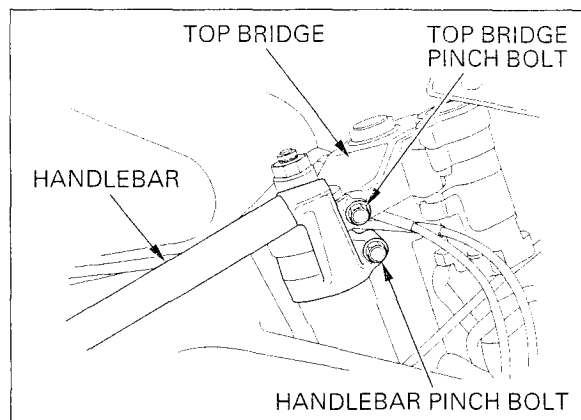 TOP BRIDGE
TOP BRIDGE
PINCH BOLT
HANDLEBAR
HANDLEBAR PINCH BOLT